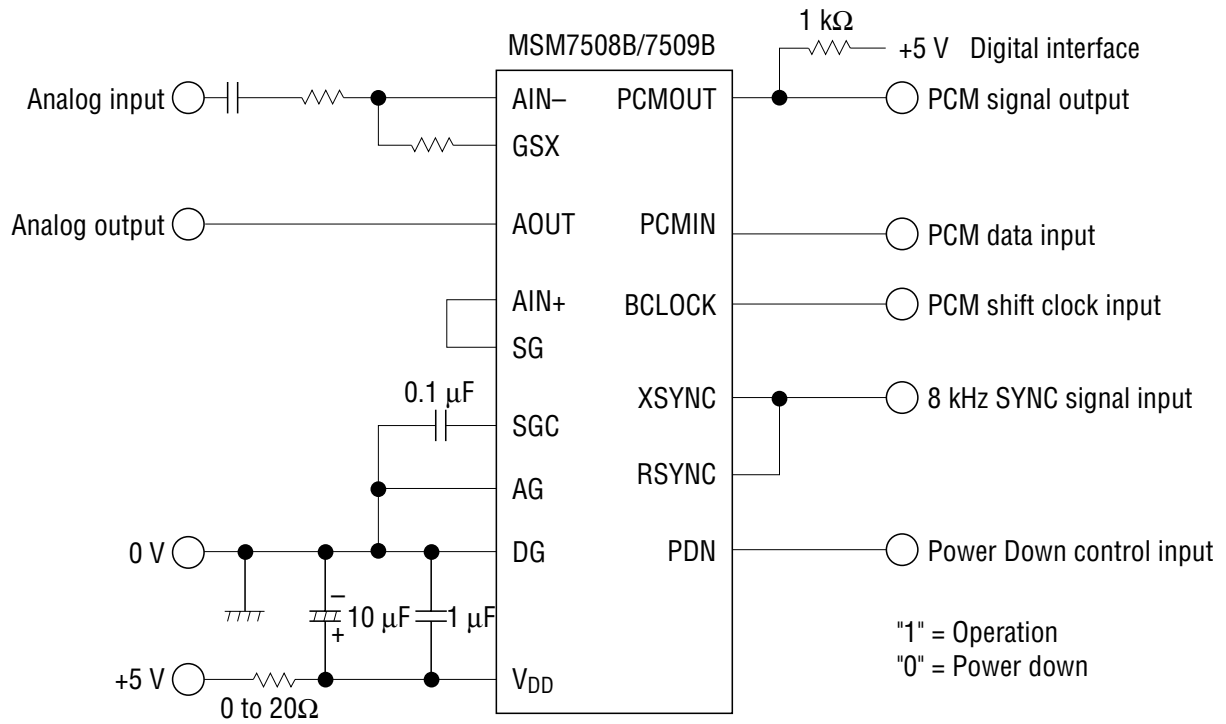 1 kΩ
MSM7508B/7509B
+5 V Digital interface
Analog input
AIN–
PCMOUT
PCM signal output
GSX
Analog output
AOUT
PCMIN
PCM data input
AIN+
BCLOCK
PCM shift clock input
SG
0.1 μF
XSYNC
8 kHz SYNC signal input
SGC
RSYNC
AG
0 V
DG
PDN
Power Down control input
–
10 μF
1 μF
+
"1" = Operation
"0" = Power down
+5 V
VDD
0 to 20Ω